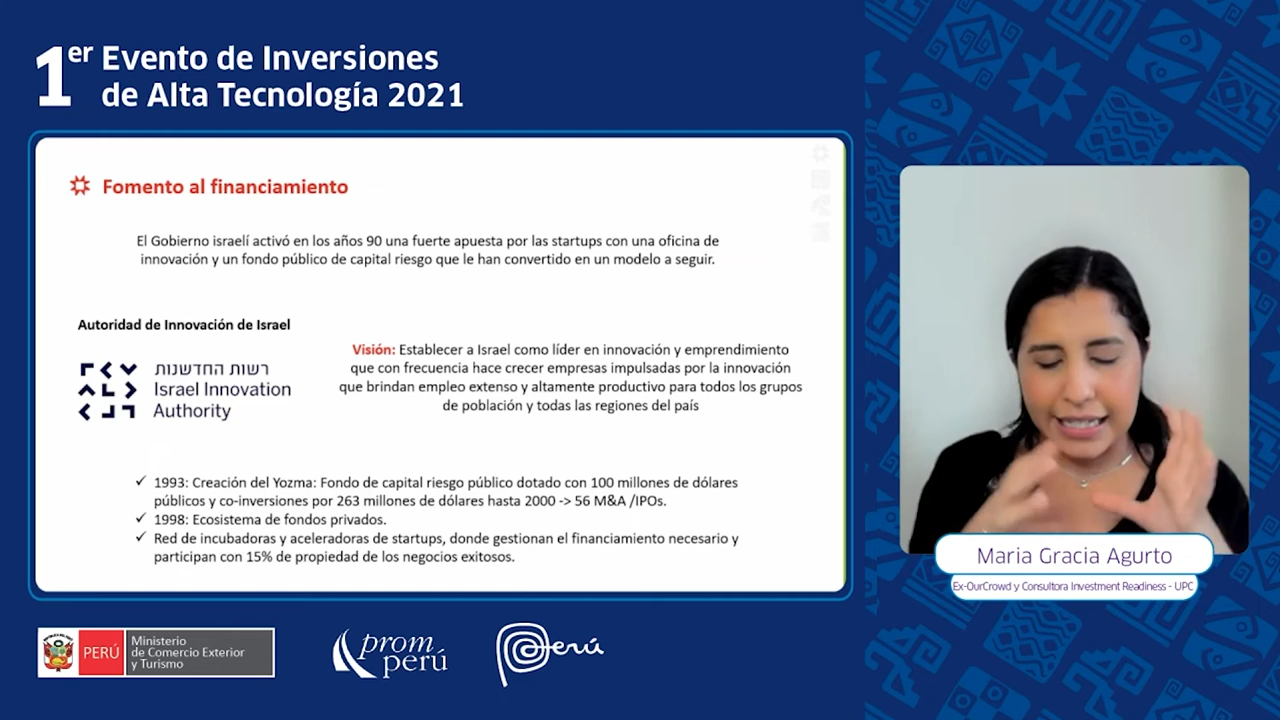 1er Evento de Inversiones
de Alta Tecnología 2021
Fomento al financiamiento
El Gobierno israelí activó en los años 90 una fuerte apuesta por las startups con una oficina de
innovación y un fondo público de capital riesgo que le han convertido en un modelo a seguir.
Autoridad de Innovación de Israel
רשות החדשנות
Israel Innovation
Authority
Visión: Establecer a Israel como líder en innovación y emprendimiento
que con frecuencia hace crecer empresas impulsadas por la innovación
que brindan empleo extenso y altamente productivo para todos los grupos
de población y todas las regiones del país
✓ 1993: Creación del Yozma: Fondo de capital riesgo público dotado con 100 millones de dólares
públicos y co-inversiones por 263 millones de dólares hasta 2000 -> 56 M&A /IPOs.
✓ 1998: Ecosistema de fondos privados.
✓ Red de incubadoras y aceleradoras de startups, donde gestionan el financiamiento necesario y
participan con 15% de propiedad de los negocios exitosos.
Maria Gracia Agurto
Ex-OurCrowd y Consultora Investment Readiness - UPC
PERÚ
Ministerio
de Comercio Exterior
y Turismo
prom
perú
Perú